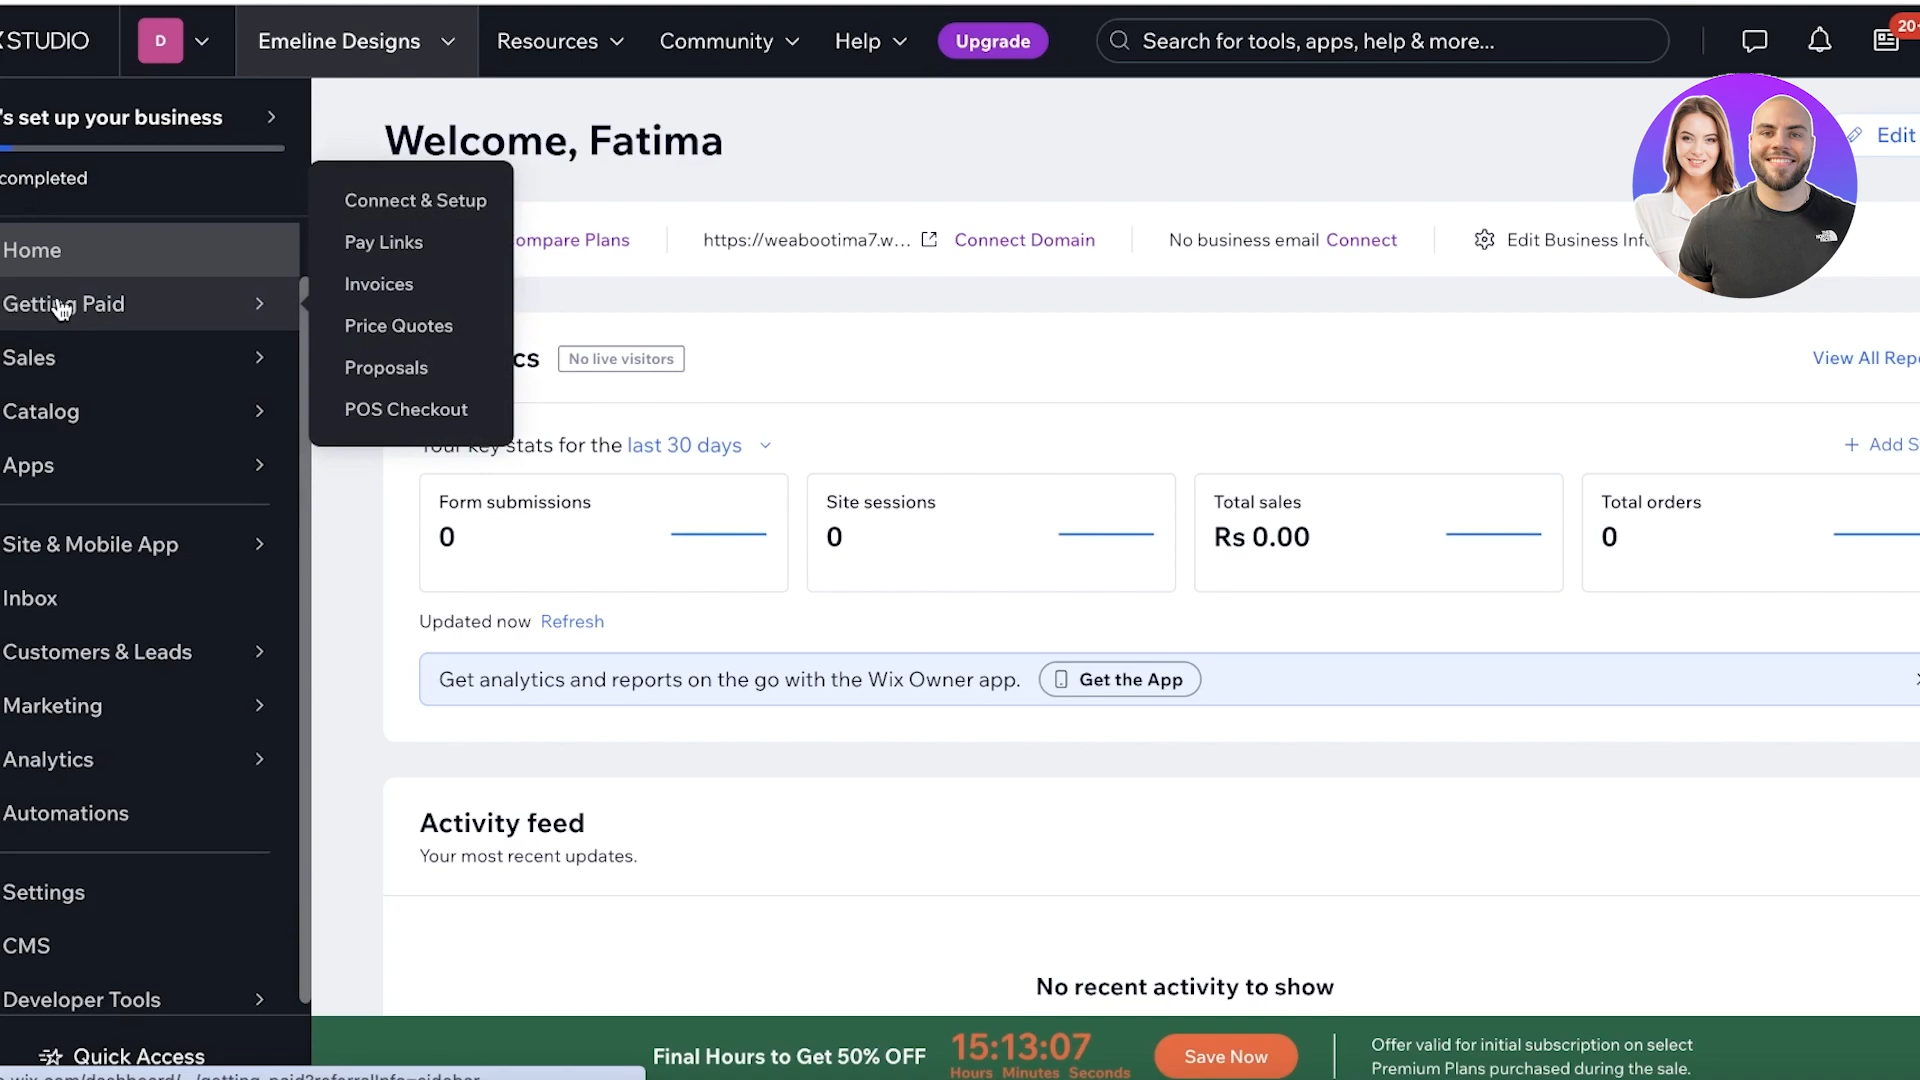 STUDIO
D
Emeline Designs
Resources
Community
Help
Upgrade
Search for tools, apps, help & more...
20+
's set up your business
completed
Home
Getting Paid
Sales
Catalog
Apps
Site & Mobile App
Inbox
Customers & Leads
Marketing
Analytics
Automations
Settings
CMS
Developer Tools
Quick Access
Connect & Setup
Pay Links
Invoices
Price Quotes
Proposals
POS Checkout
Welcome, Fatima
Edit
ompare Plans
https://weabootima7.w...
Connect Domain
No business email Connect
Edit Business Info
cs
No live visitors
View All Repo
Your key stats for the last 30 days
+ Add S
Form submissions
0
Site sessions
0
Total sales
Rs 0.00
Total orders
0
Updated now Refresh
Get analytics and reports on the go with the Wix Owner app.
Get the App
Activity feed
Your most recent updates.
No recent activity to show
Final Hours to Get 50% OFF
15:13:07
Hours Minutes Seconds
Save Now
Offer valid for initial subscription on select
Premium Plans purchased during the sale.